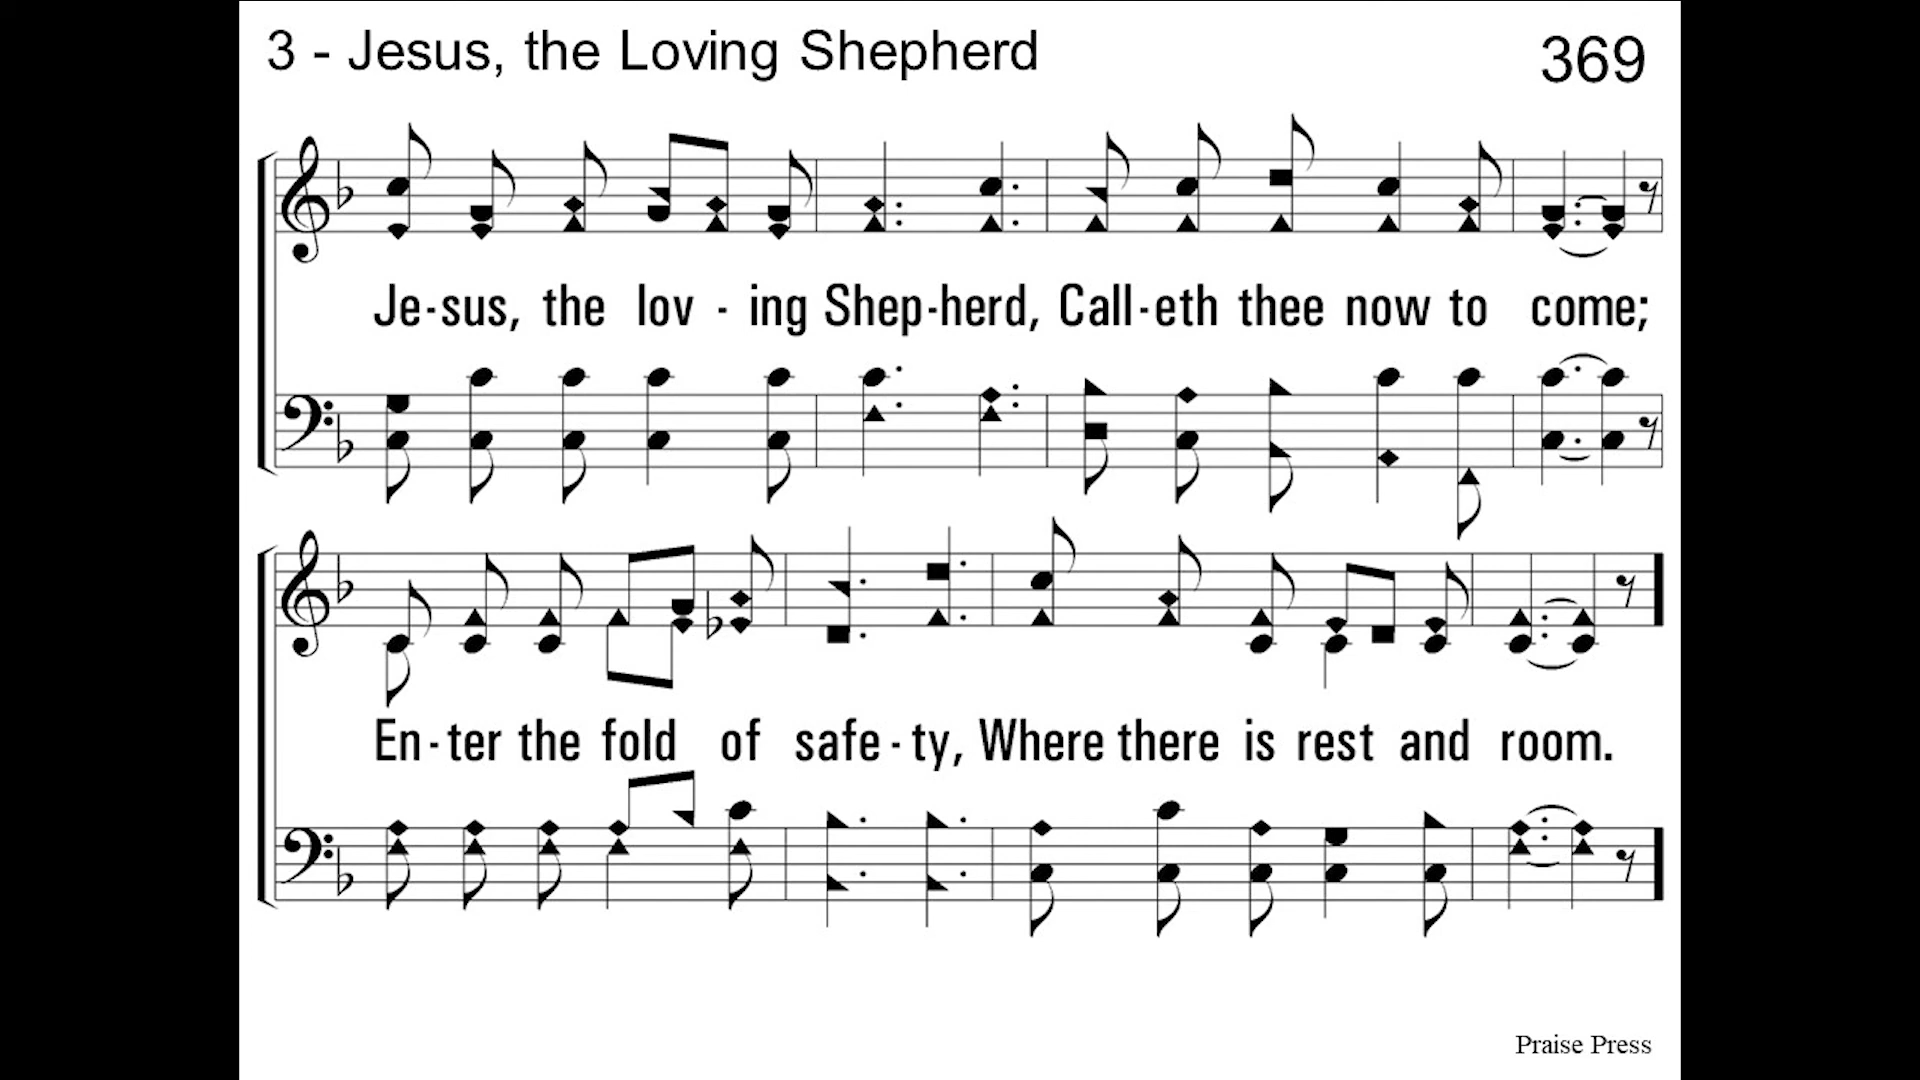 3 - Jesus, the Loving Shepherd 369
Je-sus, the lov - ing Shep-herd, Call-eth thee now to come;
En-ter the fold of safe-ty, Where there is rest and room.
Praise Press